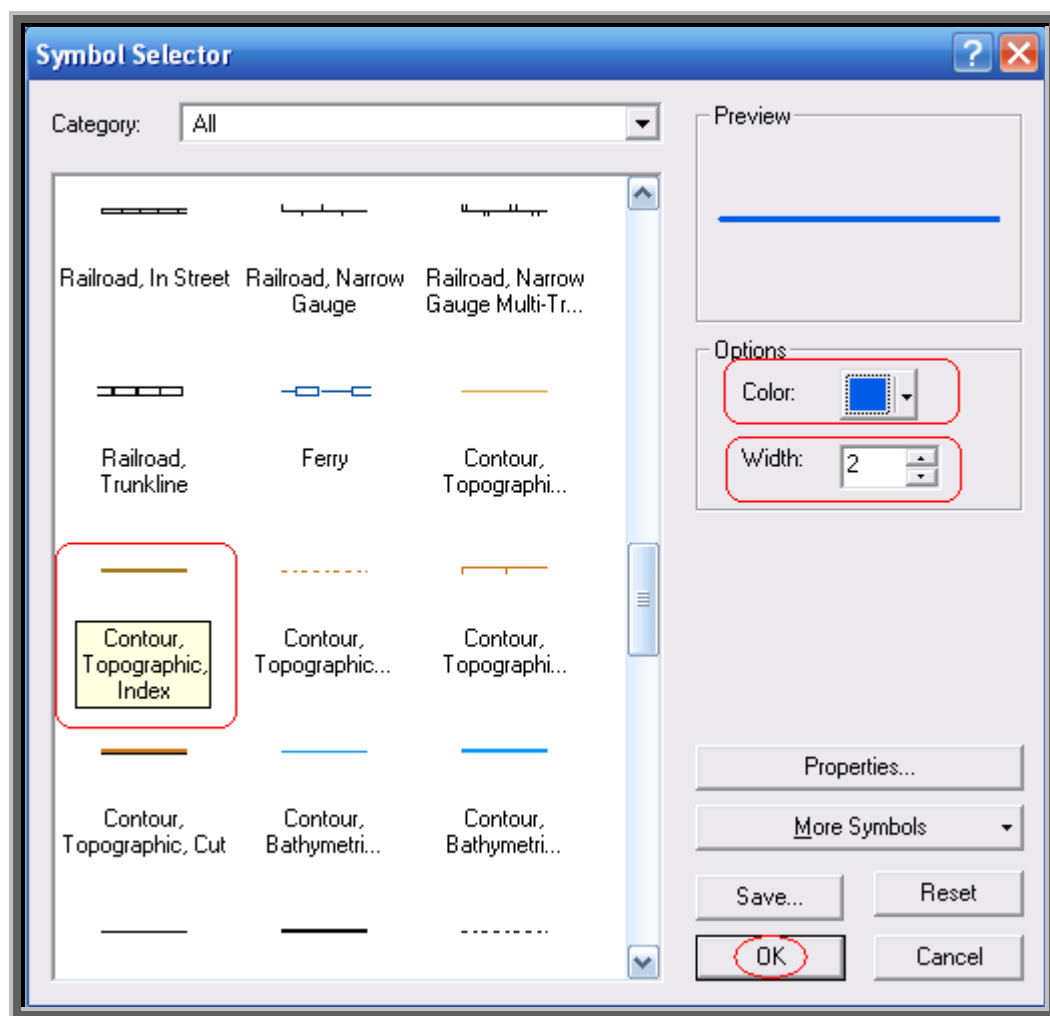 Symbol Selector
Category: All
Preview
Railroad, In Street
Railroad, Narrow
Gauge
Railroad, Narrow
Gauge Multi-Tr...
Options
Color:
Width: 2
Railroad,
Trunkline
Ferry
Contour,
Topographi...
Contour,
Topographic,
Index
Contour,
Topographic...
Contour,
Topographi...
Contour,
Topographic, Cut
Contour,
Bathymetri...
Contour,
Bathymetri...
Properties...
More Symbols
Save...
Reset
OK
Cancel